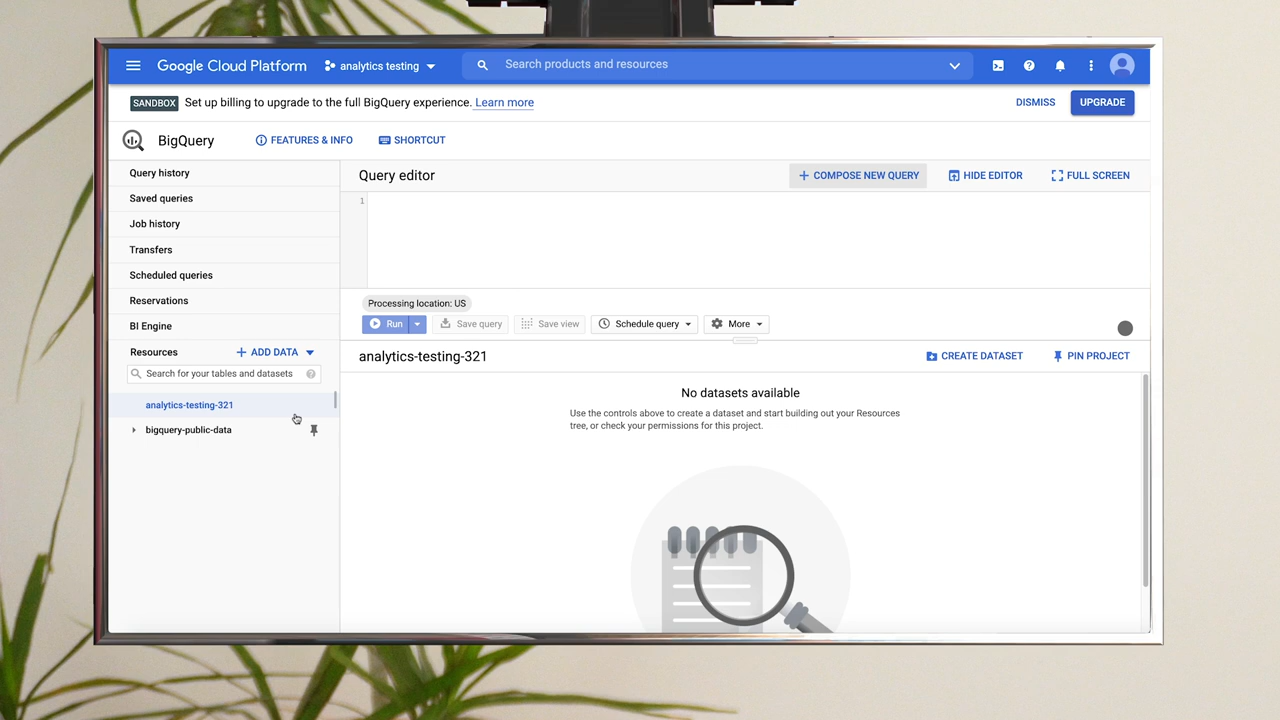 Google Cloud Platform
analytics testing
Search products and resources
SANDBOX Set up billing to upgrade to the full BigQuery experience. Learn more
DISMISS
UPGRADE
BigQuery
FEATURES & INFO
SHORTCUT
Query history
Saved queries
Job history
Transfers
Scheduled queries
Reservations
BI Engine
Resources
+ ADD DATA
Search for your tables and datasets
analytics-testing-321
bigquery-public-data
Query editor
+ COMPOSE NEW QUERY
HIDE EDITOR
FULL SCREEN
1
Processing location: US
Run
Save query
Save view
Schedule query
More
analytics-testing-321
CREATE DATASET
PIN PROJECT
No datasets available
Use the controls above to create a dataset and start building out your Resources
tree, or check your permissions for this project.